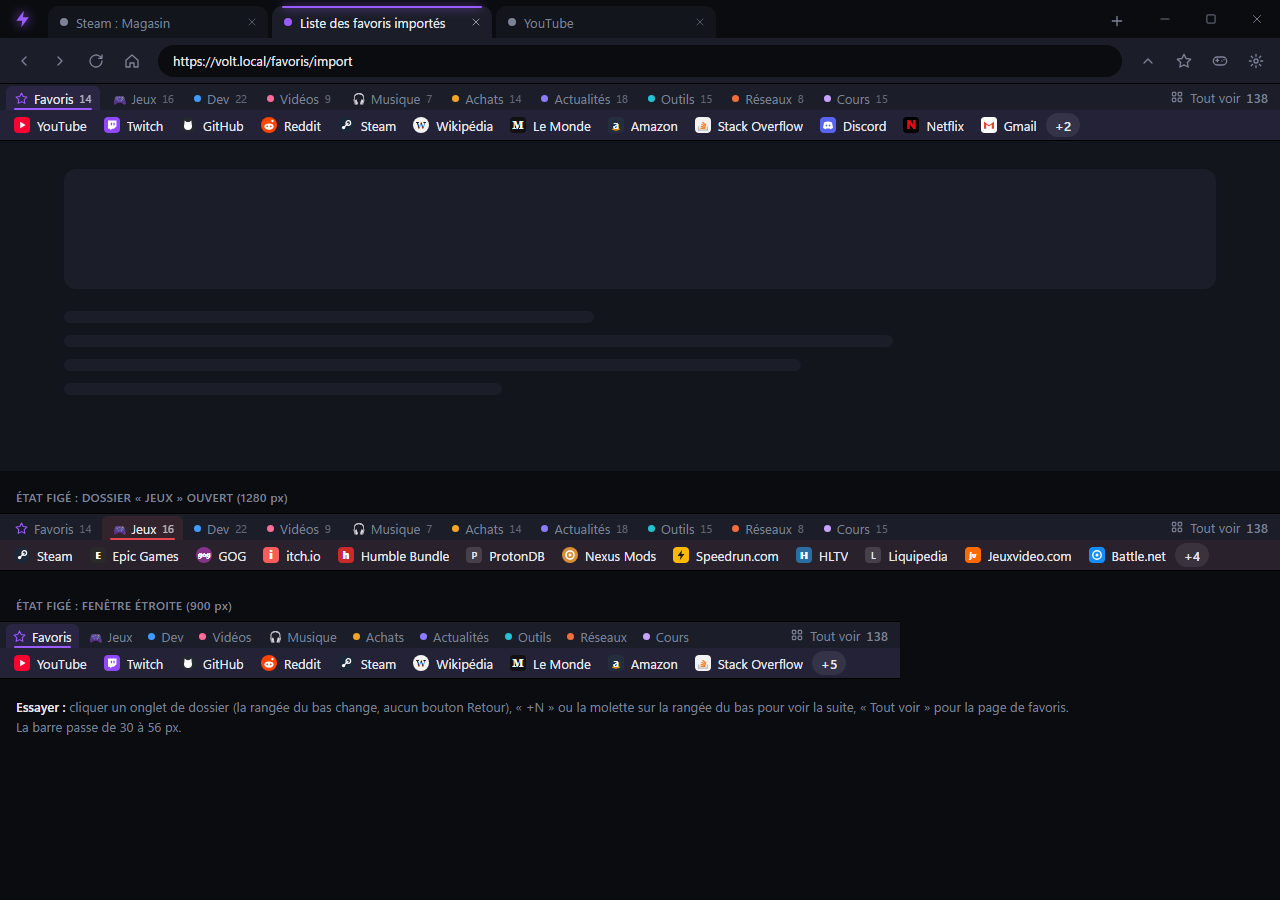 Steam : Magasin Liste des favoris importés YouTube
https://volt.local/favoris/import
Favoris 14 Jeux 16 Dev 22 Vidéos 9 Musique 7 Achats 14 Actualités 18 Outils 15 Réseaux 8 Cours 15 Tout voir 138
YouTube Twitch GitHub Reddit Steam W Wikipédia M Le Monde a Amazon Stack Overflow Discord N Netflix M Gmail +2
ÉTAT FIGÉ : DOSSIER « JEUX » OUVERT (1280 px)
Favoris 14 Jeux 16 Dev 22 Vidéos 9 Musique 7 Achats 14 Actualités 18 Outils 15 Réseaux 8 Cours 15 Tout voir 138
Steam E Epic Games gog GOG i itch.io h Humble Bundle P ProtonDB Nexus Mods Speedrun.com H HLTV L Liquipedia jv Jeuxvideo.com Battle.net +4
ÉTAT FIGÉ : FENÊTRE ÉTROITE (900 px)
Favoris Jeux Dev Vidéos Musique Achats Actualités Outils Réseaux Cours Tout voir 138
YouTube Twitch GitHub Reddit Steam W Wikipédia M Le Monde a Amazon Stack Overflow +5
Essayer : cliquer un onglet de dossier (la rangée du bas change, aucun bouton Retour), « +N » ou la molette sur la rangée du bas pour voir la suite, « Tout voir » pour la page de favoris.
La barre passe de 30 à 56 px.